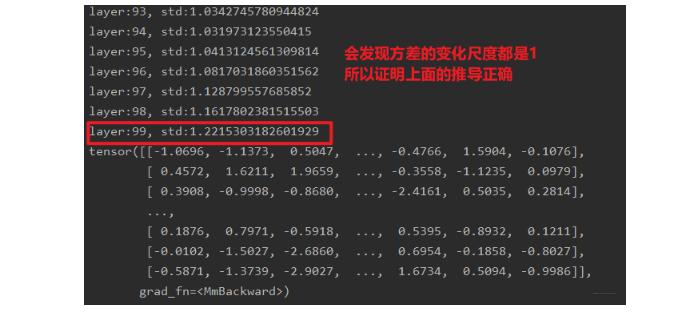 layer:93, std:1.0342745780944824
layer:94, std:1.031973123550415
layer:95, std:1.0413124561309814
layer:96, std:1.0817031860351562
layer:97, std:1.128799557685852
layer:98, std:1.1617802381515503
layer:99, std:1.2215303182601929
会发现方差的变化尺度都是1
所以证明上面的推导正确
tensor([[-1.0696, -1.1373, 0.5047, ..., -0.4766, 1.5904, -0.1076],
[ 0.4572, 1.6211, 1.9659, ..., -0.3558, -1.1235, 0.0979],
[ 0.3908, -0.9998, -0.8680, ..., -2.4161, 0.5035, 0.2814],
...,
[ 0.1876, 0.7971, -0.5918, ..., 0.5395, -0.8932, 0.1211],
[-0.0102, -1.5027, -2.6860, ..., 0.6954, -0.1858, -0.8027],
[-0.5871, -1.3739, -2.9027, ..., 1.6734, 0.5094, -0.9986]],
grad_fn=<MmBackward>)